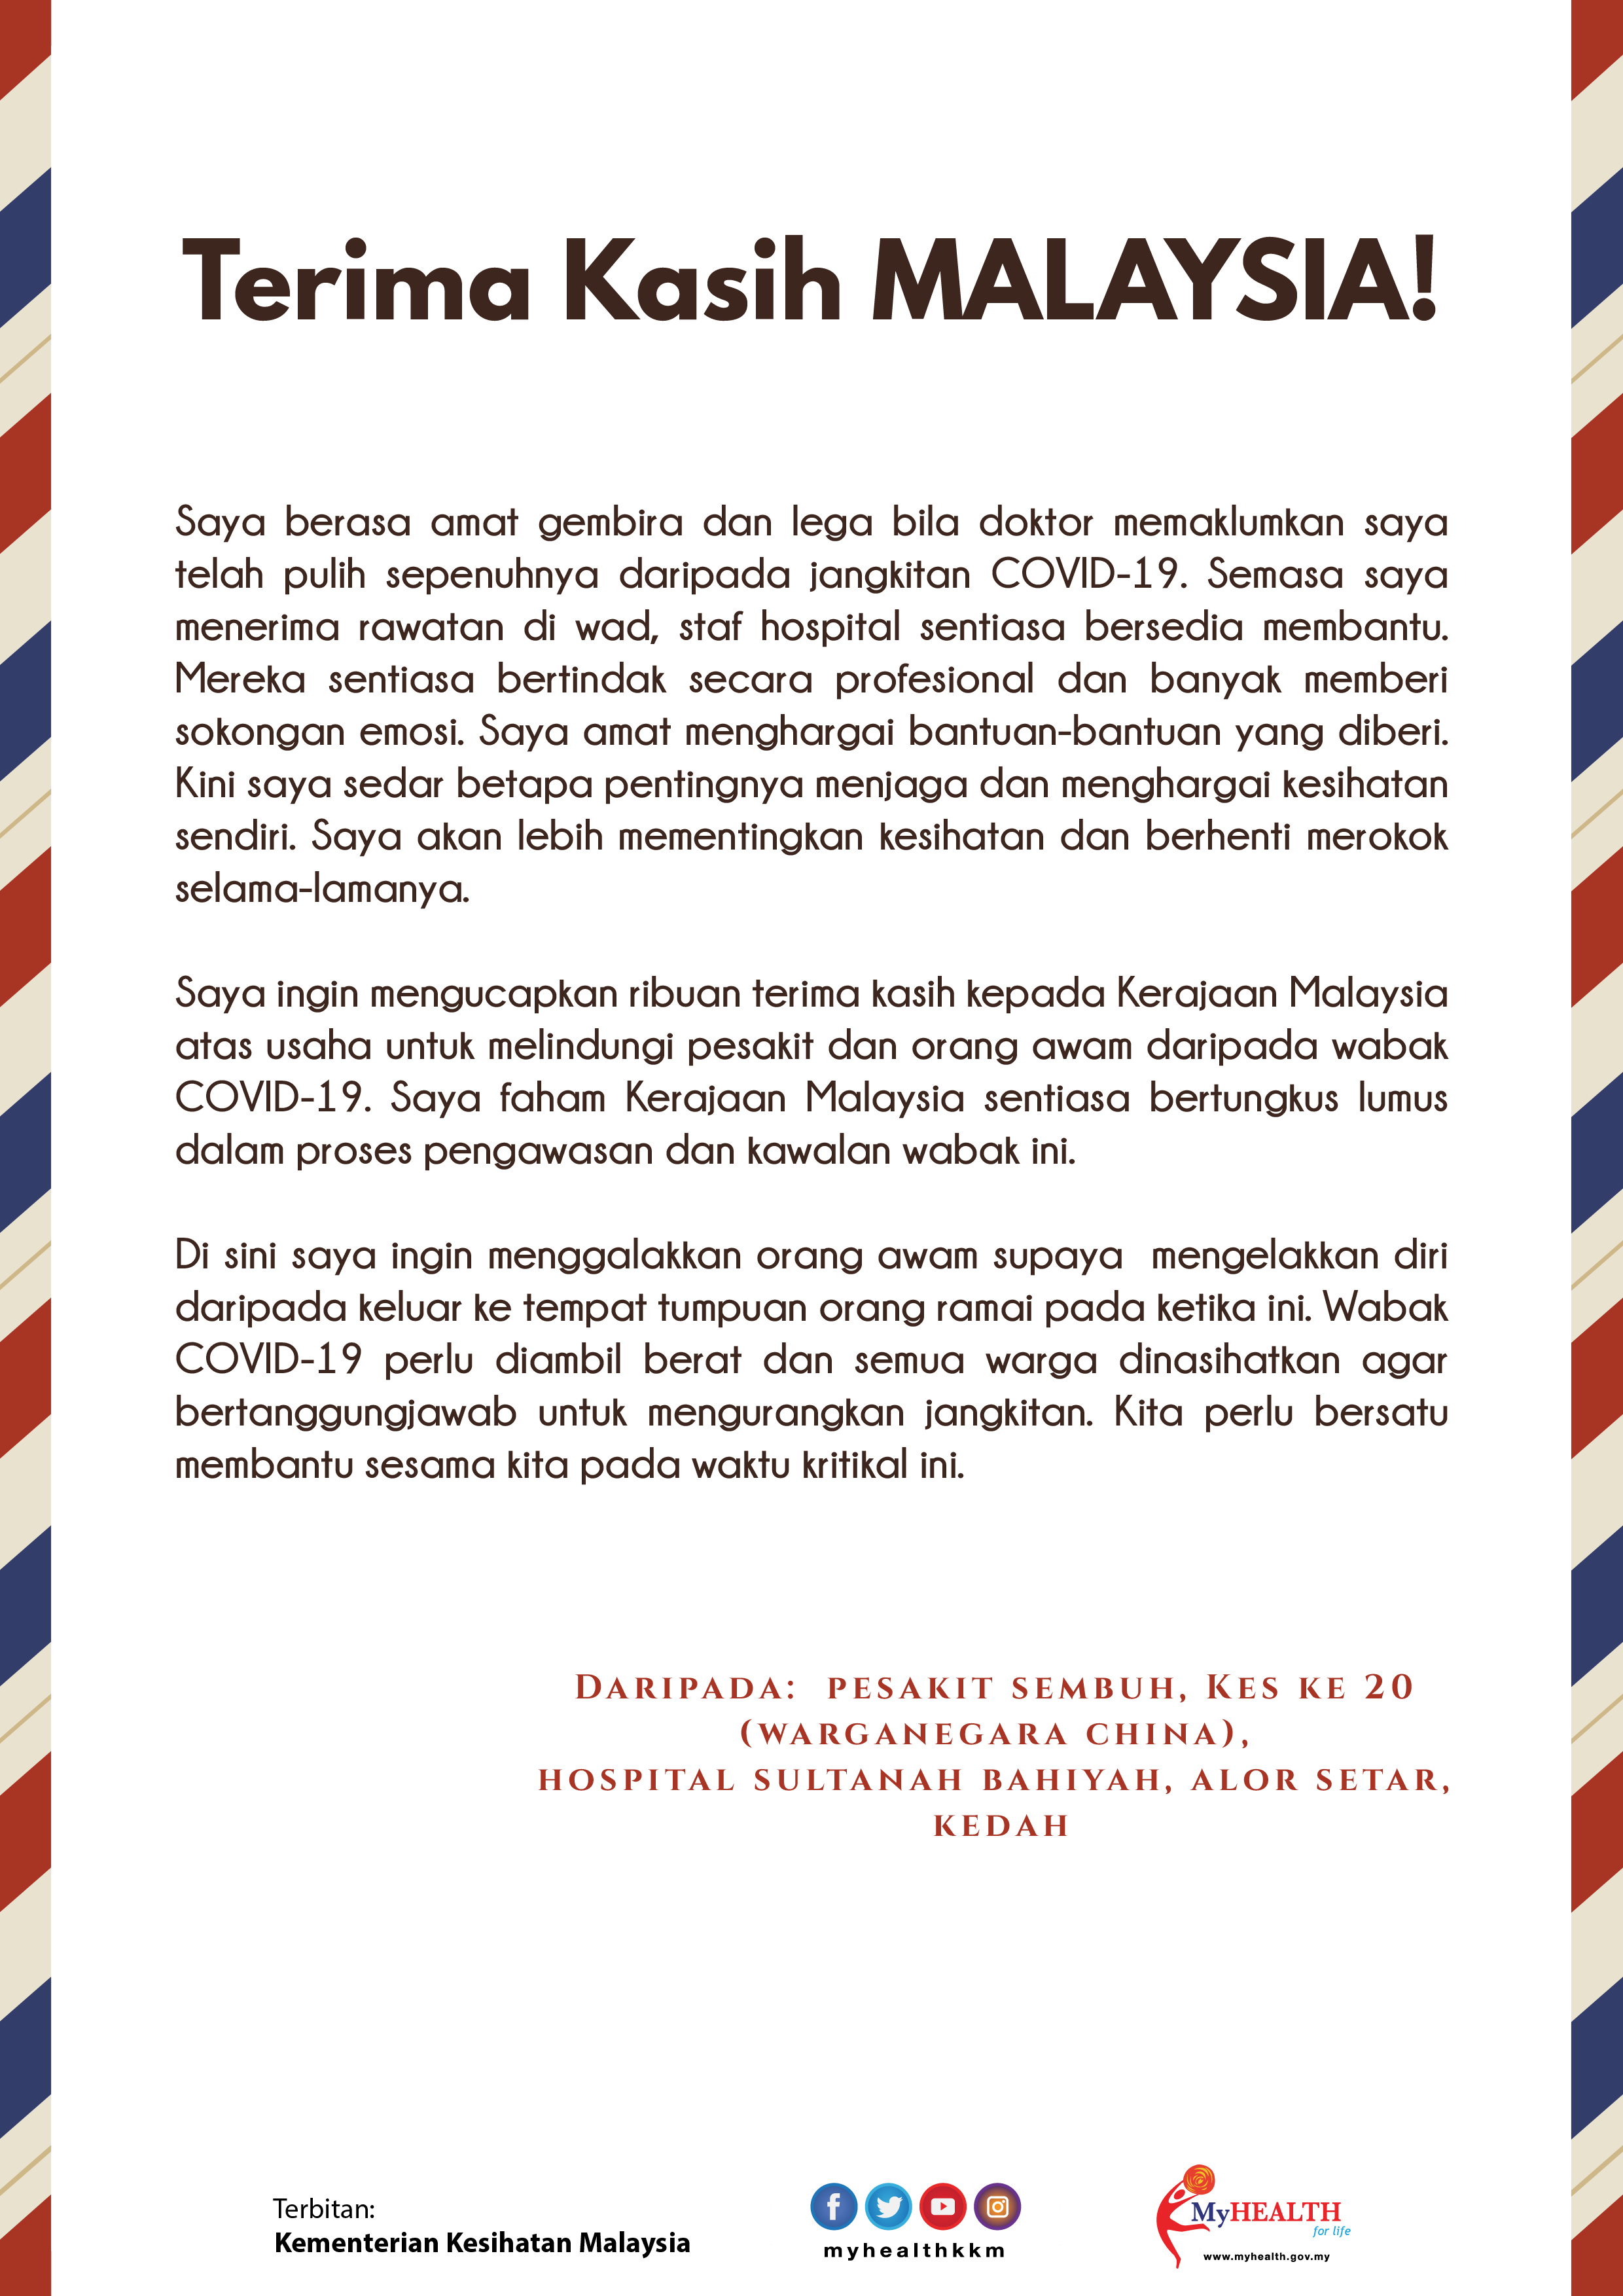 Terima Kasih MALAYSIA!
Saya berasa amat gembira dan lega bila doktor memaklumkan saya
telah pulih sepenuhnya daripada jangkitan COVID-19. Semasa saya
menerima rawatan di wad, staf hospital sentiasa bersedia membantu.
Mereka sentiasa bertindak secara profesional dan banyak memberi
sokongan emosi. Saya amat menghargai bantuan-bantuan yang diberi.
Kini saya sedar betapa pentingnya menjaga dan menghargai kesihatan
sendiri. Saya akan lebih mementingkan kesihatan dan berhenti merokok
selama-lamanya.
Saya ingin mengucapkan ribuan terima kasih kepada Kerajaan Malaysia
atas usaha untuk melindungi pesakit dan orang awam daripada wabak
COVID-19. Saya faham Kerajaan Malaysia sentiasa bertungkus lumus
dalam proses pengawasan dan kawalan wabak ini.
Di sini saya ingin menggalakkan orang awam supaya mengelakkan diri
daripada keluar ke tempat tumpuan orang ramai pada ketika ini. Wabak
COVID-19 perlu diambil berat dan semua warga dinasihatkan agar
bertanggungjawab untuk mengurangkan jangkitan. Kita perlu bersatu
membantu sesama kita pada waktu kritikal ini.
DARIPADA: PESAKIT SEMBUH, KES KE 20
(WARGANEGARA CHINA),
HOSPITAL SULTANAH BAHIYAH, ALOR SETAR,
KEDAH
Terbitan:
Kementerian Kesihatan Malaysia
myhealthkkm
MyHEALTH
for life
www.myhealth.gov.my